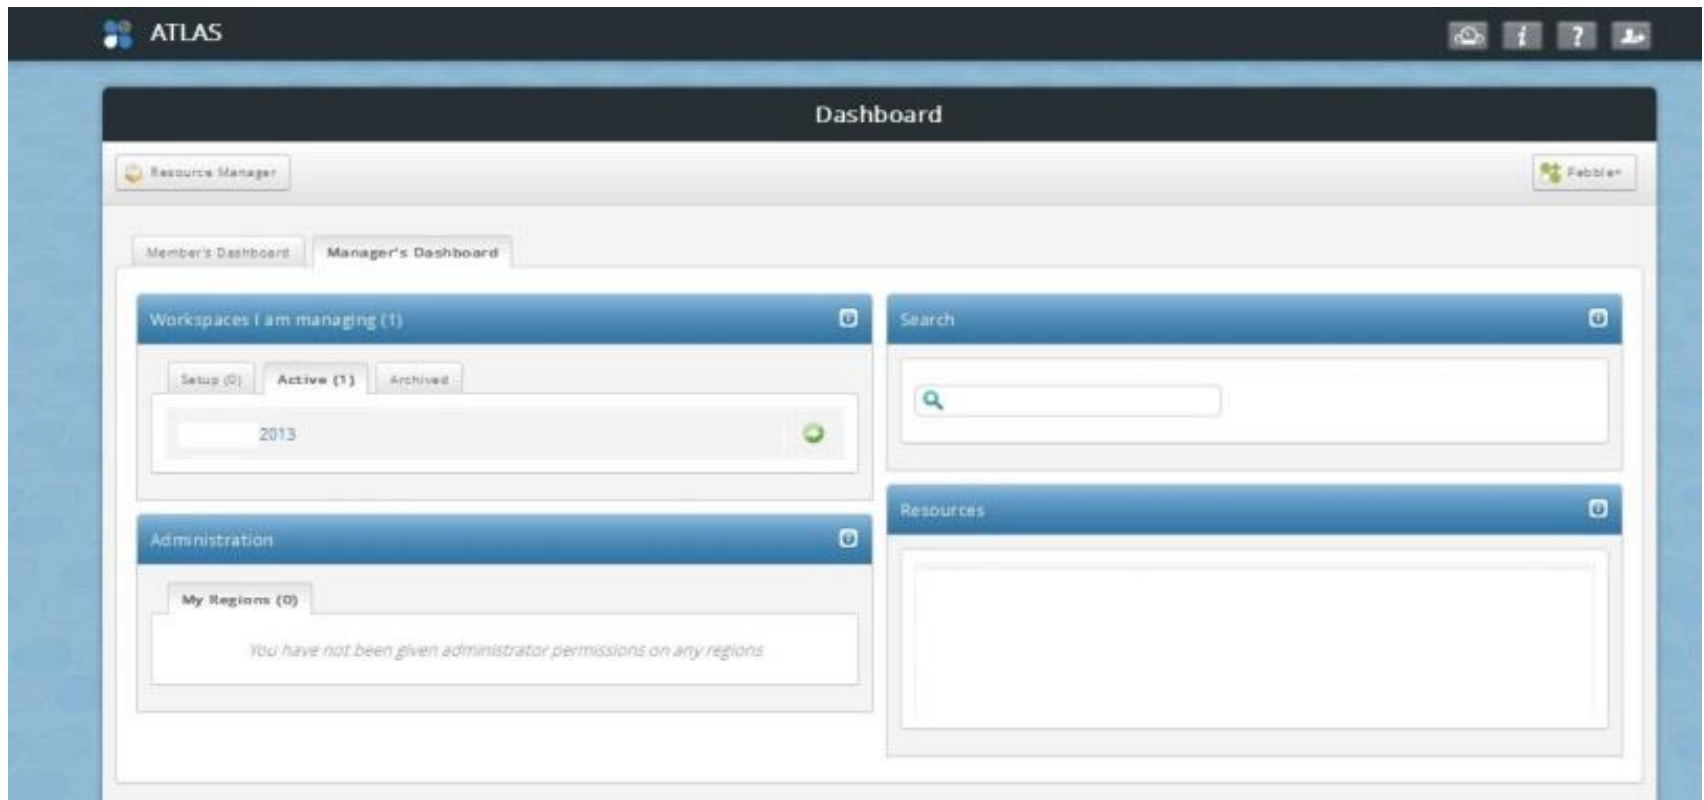 ATLAS
i ?
Dashboard
Resource Manager
Pebble+
Member's Dashboard Manager's Dashboard
Workspaces I am managing (1)
Setup (0) Active (1) Archived
2013
Administration
My Regions (0)
You have not been given administrator permissions on any regions
Search
Resources